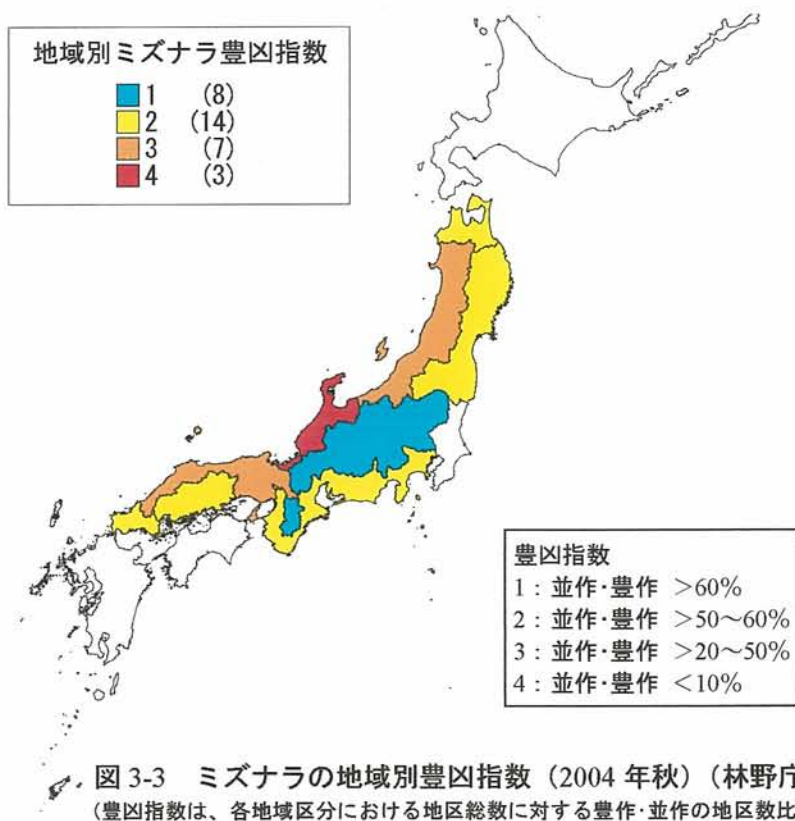 地域別ミズナラ豊凶指数
1 (8)
2 (14)
3 (7)
4 (3)
豊凶指数
1：並作・豊作 ＞60%
2：並作・豊作 ＞50～60%
3：並作・豊作 ＞20～50%
4：並作・豊作 ＜10%
図3-3 ミズナラの地域別豊凶指数（2004年秋）（林野庁
（豊凶指数は、各地域区分における地区総数に対する豊作・並作の地区数比